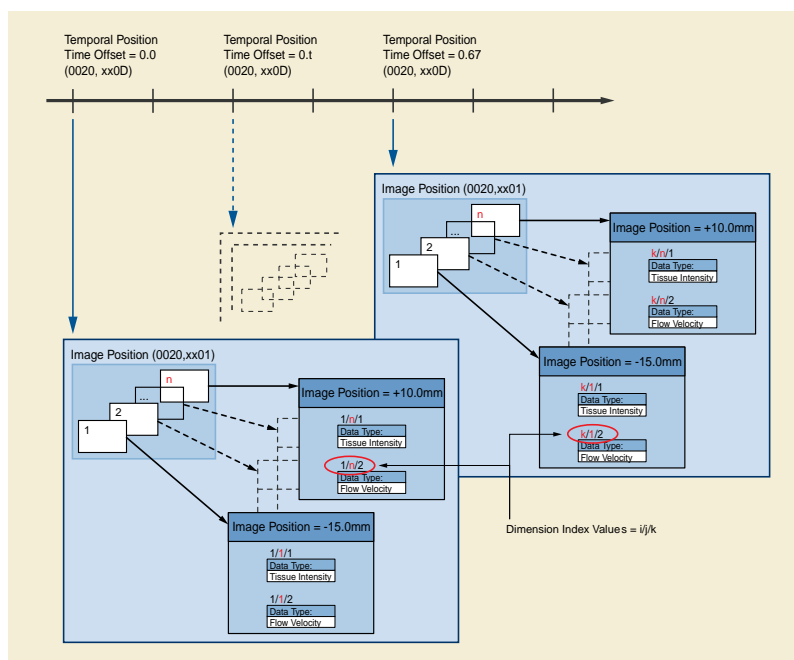 Temporal Position
Time Offset = 0.0
(0020, xx0D)
Temporal Position
Time Offset = 0.t
(0020, xx0D)
Temporal Position
Time Offset = 0.67
(0020, xx0D)
Image Position (0020,xx01)
n
...
2
1
Image Position = +10.0mm
k/n/1
Data Type:
Tissue Intensity
k/n/2
Data Type:
Flow Velocity
Image Position = -15.0mm
k/1/1
Data Type:
Tissue Intensity
k/1/2
Data Type:
Flow Velocity
Image Position (0020,xx01)
n
...
2
1
Image Position = +10.0mm
1/n/1
Data Type:
Tissue Intensity
1/n/2
Data Type:
Flow Velocity
Image Position = -15.0mm
1/1/1
Data Type:
Tissue Intensity
1/1/2
Data Type:
Flow Velocity
Dimension Index Values = i/j/k